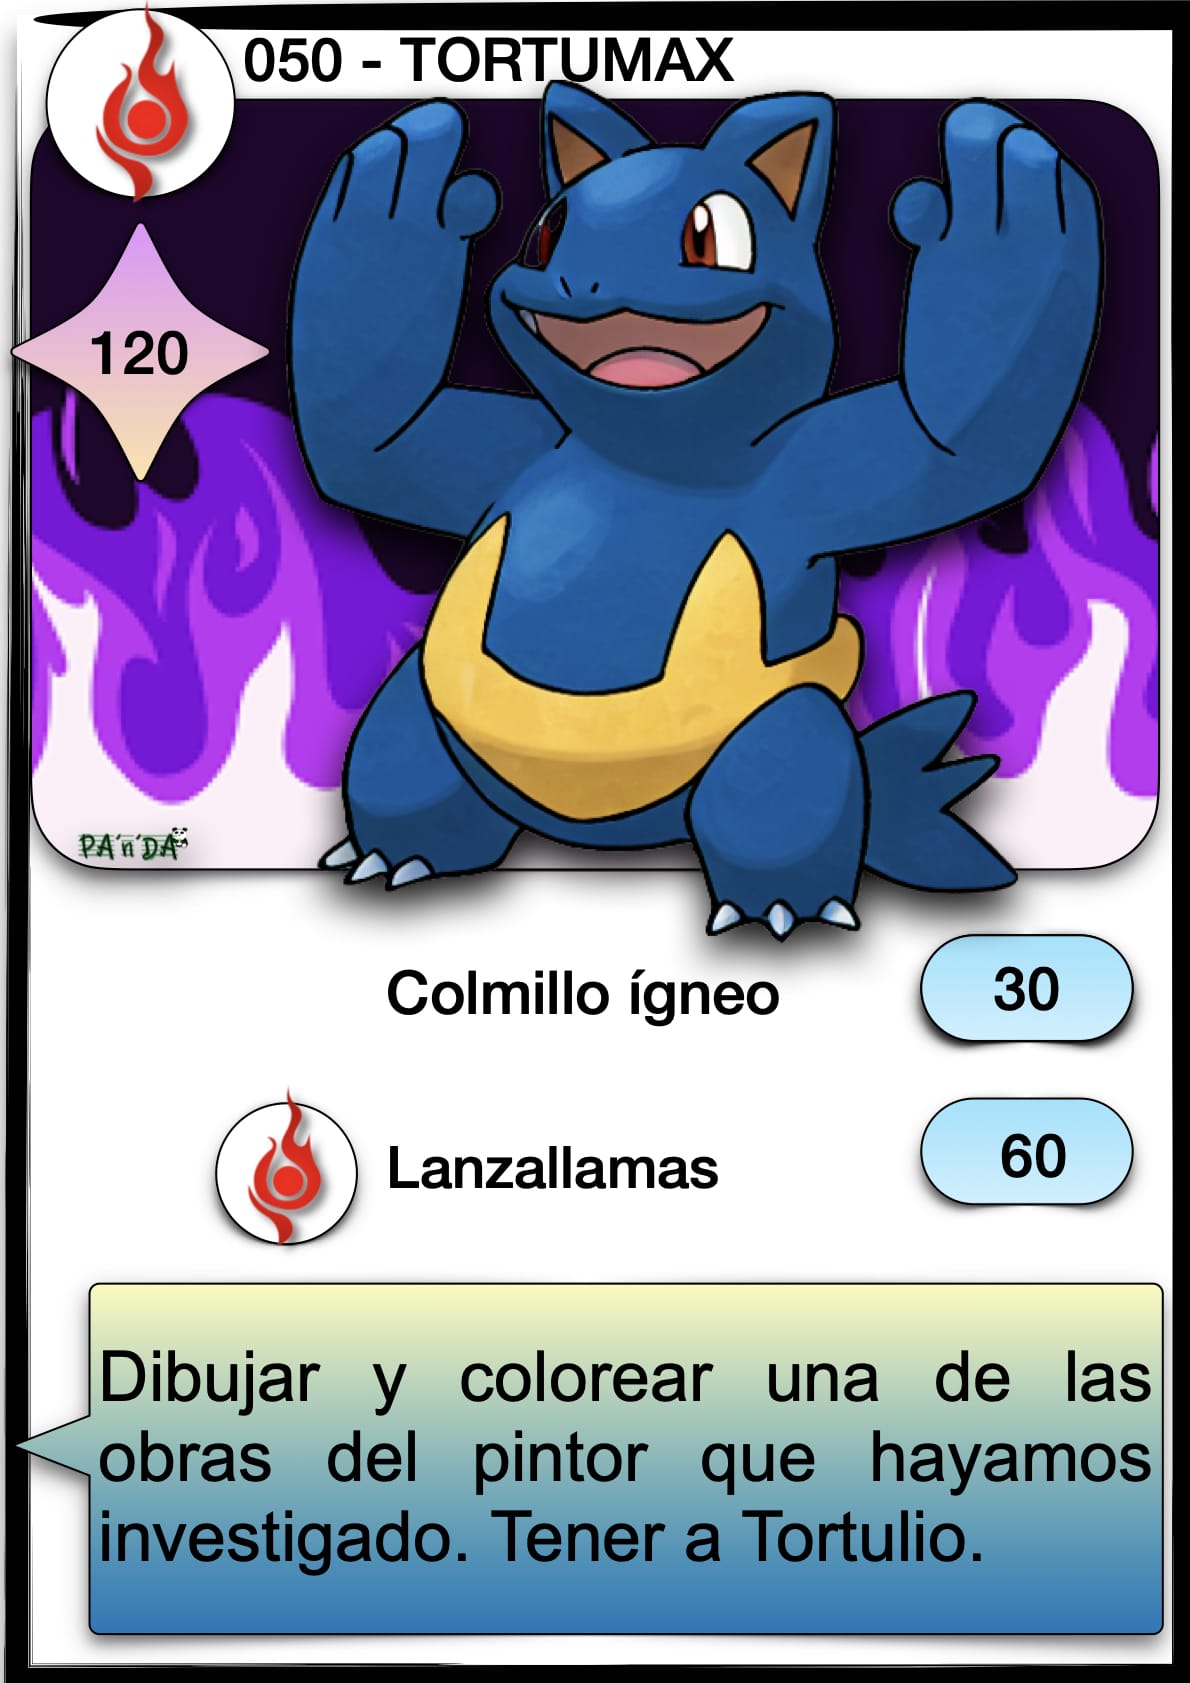 050 - TORTUMAX
120
PA´n´DA
Colmillo ígneo
30
Lanzallamas
60
Dibujar y colorear una de las
obras del pintor que hayamos
investigado. Tener a Tortulio.